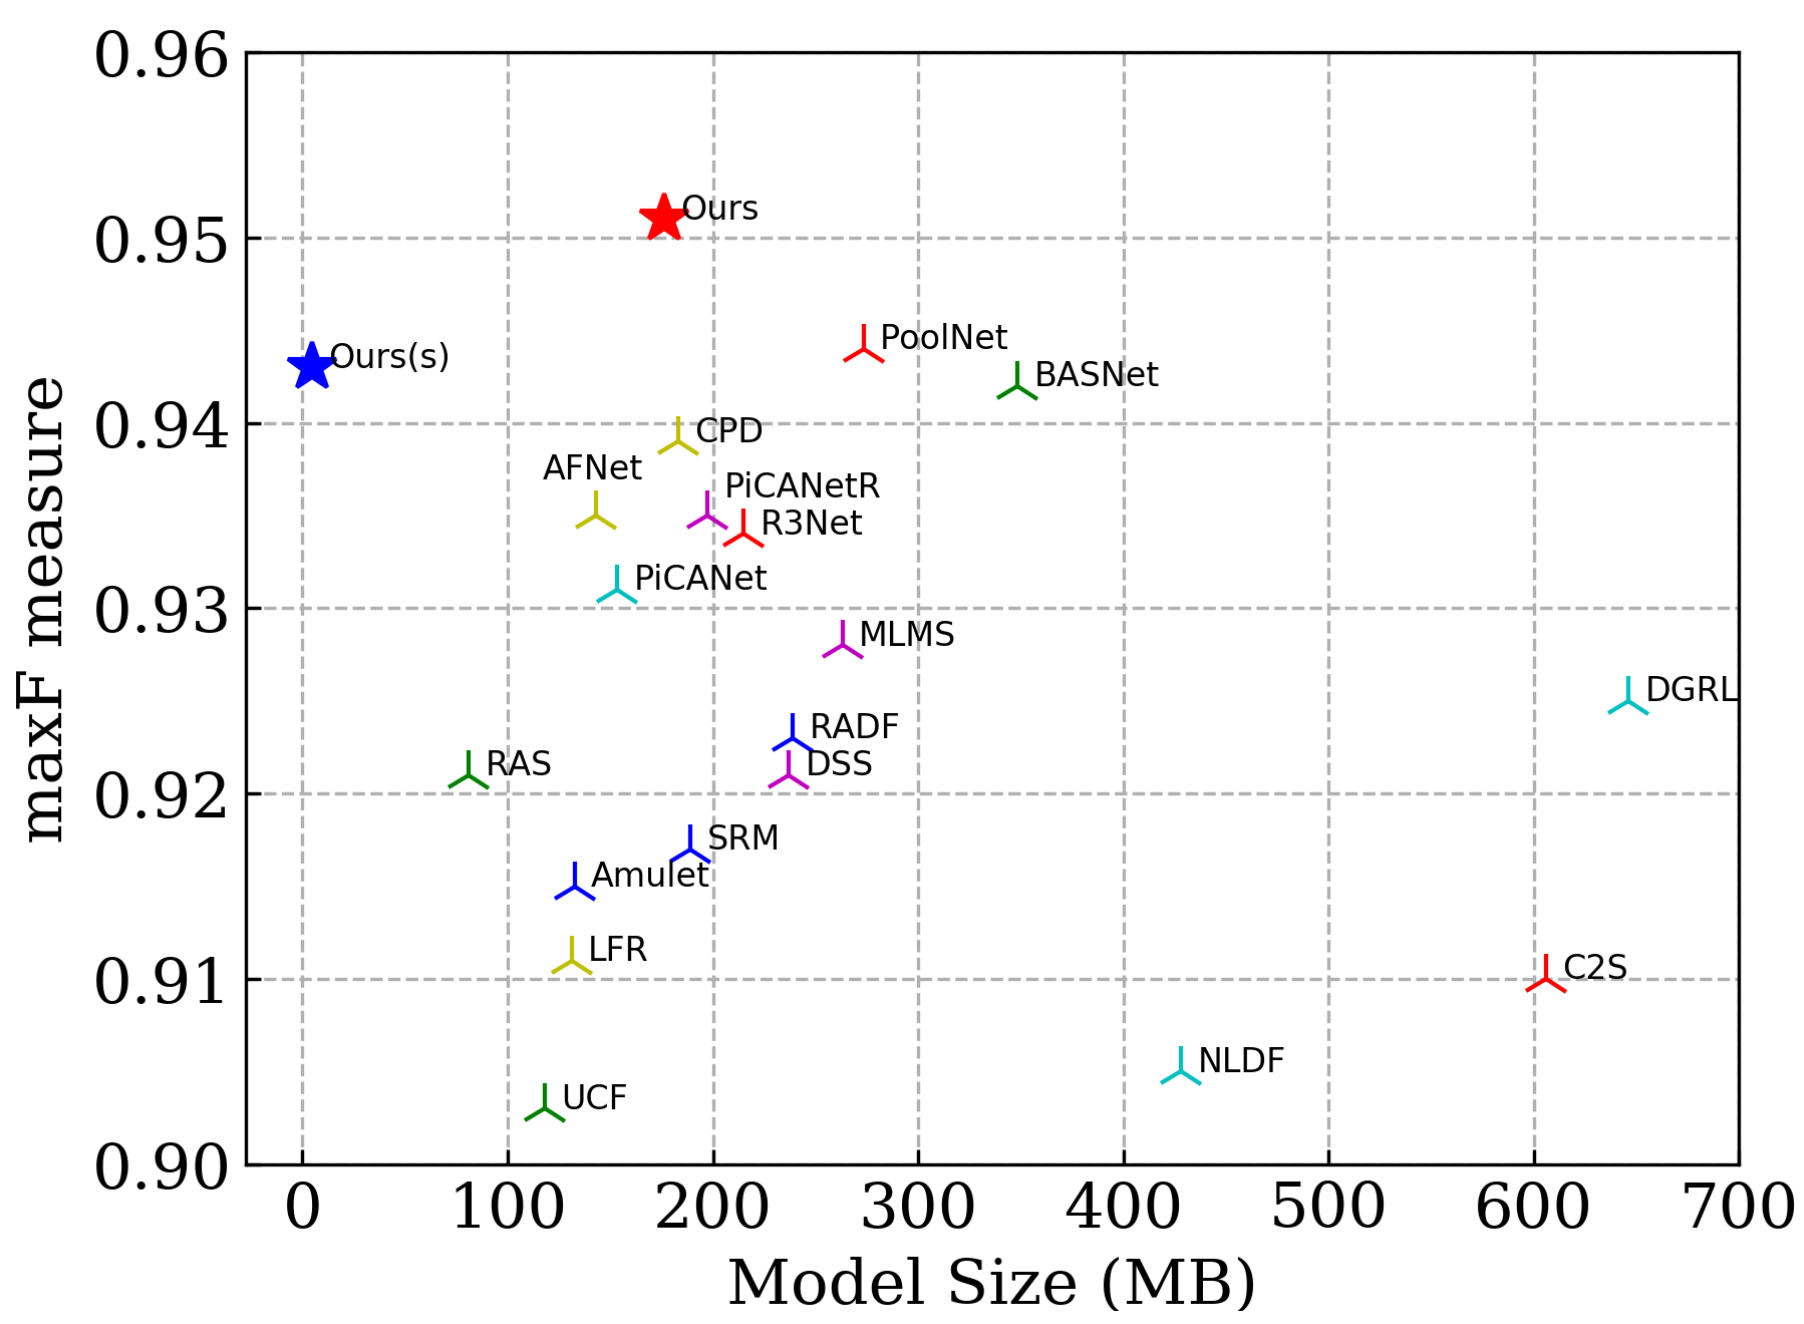 0.96
0.95
0.94
0.93
0.92
0.91
0.90
maxF measure
Ours
Ours(s)
PoolNet
BASNet
CPD
AFNet
PiCANetR
R3Net
PiCANet
MLMS
DGRL
RADF
RAS
DSS
SRM
Amulet
LFR
C2S
NLDF
UCF
0 100 200 300 400 500 600 700
Model Size (MB)